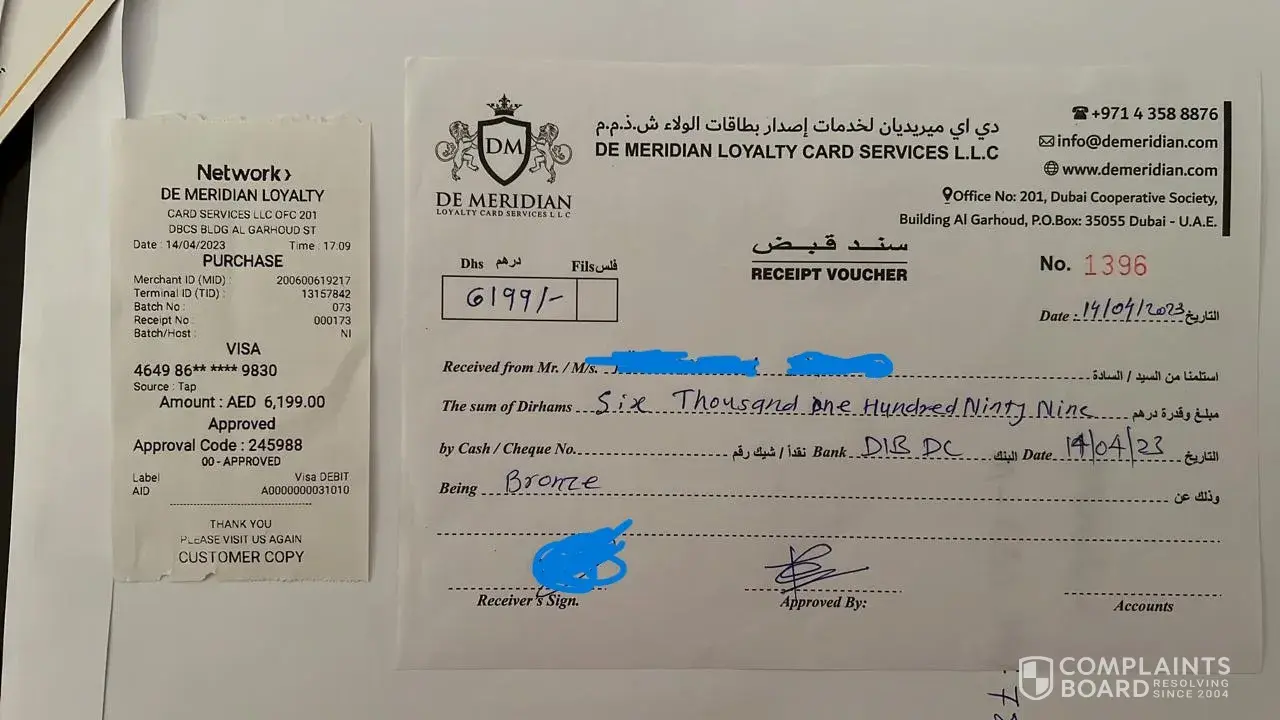 Network›
DE MERIDIAN LOYALTY
CARD SERVICES LLC OFC 201
DBCS BLDG AL GARHOUD ST
Date : 14/04/2023 Time : 17:09
PURCHASE
Merchant ID (MID) : 200600619217
Terminal ID (TID) : 13157842
Batch No : 073
Receipt No : 000173
Batch/Host : NI
VISA
4649 86** **** 9830
Source : Tap
Amount : AED 6,199.00
Approved
Approval Code : 245988
00 - APPROVED
Label Visa DEBIT
AID A0000000031010
THANK YOU
PLEASE VISIT US AGAIN
CUSTOMER COPY
DM
DE MERIDIAN
LOYALTY CARD SERVICES L L C
دي اي ميريديان لخدمات إصدار بطاقات الولاء ش.ذ.م.م
DE MERIDIAN LOYALTY CARD SERVICES L.L.C
+971 4 358 8876
info@demeridian.com
www.demeridian.com
Office No: 201, Dubai Cooperative Society,
Building Al Garhoud, P.O.Box: 35055 Dubai - U.A.E.
سند قبض
RECEIPT VOUCHER
Dhs درهم Fils فلس
6199/-
No. 1396
Date : 14/04/2023 التاريخ
Received from Mr. / M/s. استلمنا من السيد / السادة
The sum of Dirhams Six Thousand One Hundred Ninty Nine مبلغ وقدرة درهم
by Cash / Cheque No. نقدأ / شيك رقم Bank DIB DC البنك Date 14/04/23 التاريخ
Being Bronze وذلك عن
Receiver's Sign. Approved By: Accounts
COMPLAINTS
BOARD RESOLVING
SINCE 2004